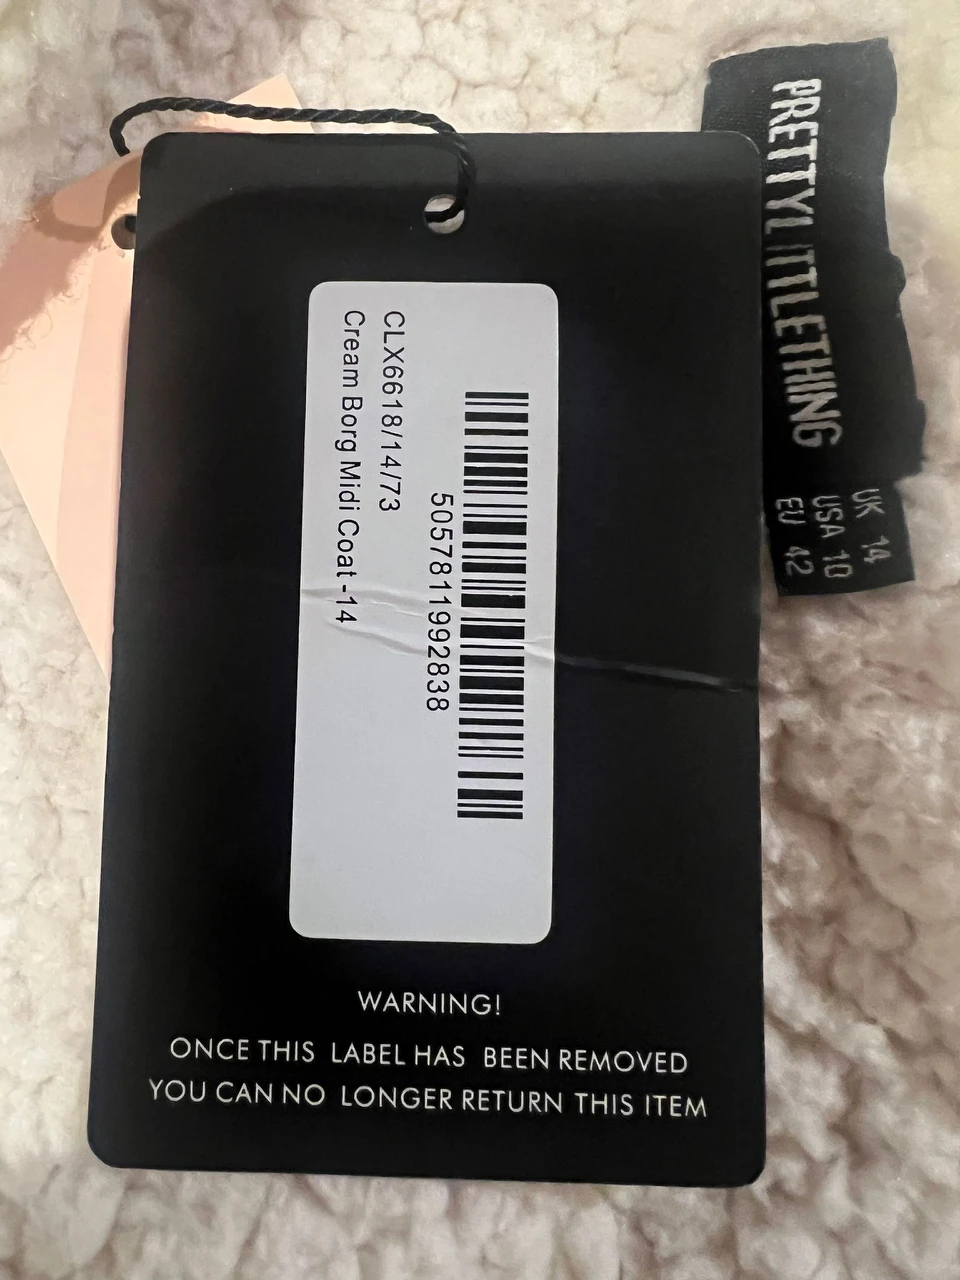 PRETTYLITTLETHING
UK 14
USA 10
EU 42
5057811992838
CLX6618/14/73
Cream Borg Midi Coat -14
WARNING!
ONCE THIS LABEL HAS BEEN REMOVED
YOU CAN NO LONGER RETURN THIS ITEM